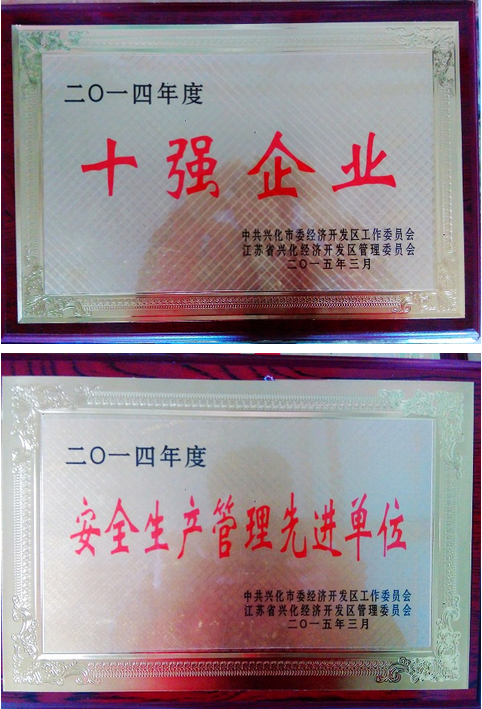 二〇一四年度
十强企业
中共兴化市委经济开发区工作委员会
江苏省兴化经济开发区管理委员会
二〇一五年三月
二〇一四年度
安全生产管理先进单位
中共兴化市委经济开发区工作委员会
江苏省兴化经济开发区管理委员会
二〇一五年三月